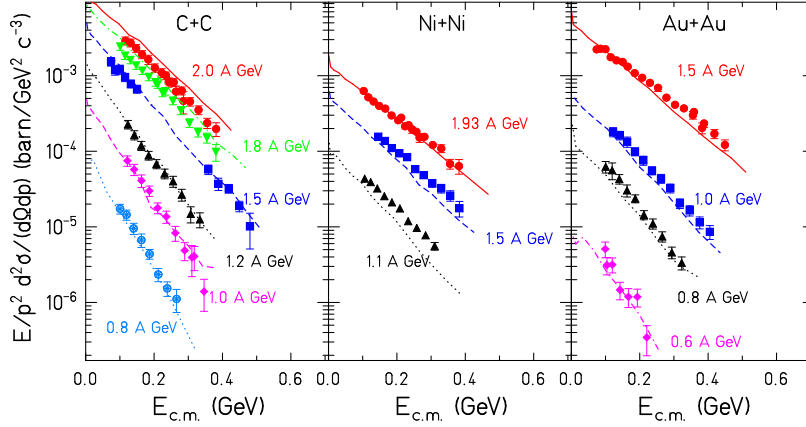 E/p² d²σ/(dΩdp) (barn/GeV² c⁻³)
10⁻³
10⁻⁴
10⁻⁵
10⁻⁶
C+C
2.0 A GeV
1.8 A GeV
1.5 A GeV
1.2 A GeV
1.0 A GeV
0.8 A GeV
0.0 0.2 0.4 0.6
E c.m. (GeV)
Ni+Ni
1.93 A GeV
1.5 A GeV
1.1 A GeV
0.0 0.2 0.4 0.6
E c.m. (GeV)
Au+Au
1.5 A GeV
1.0 A GeV
0.8 A GeV
0.6 A GeV
0.0 0.2 0.4 0.6
E c.m. (GeV)